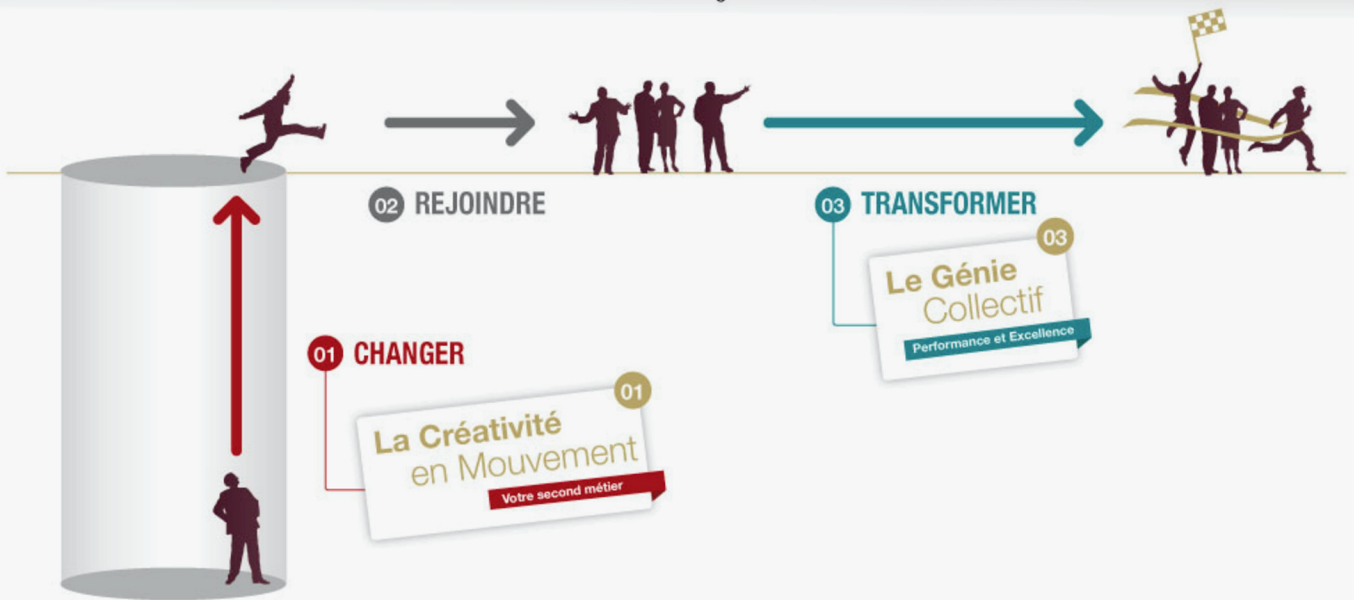 02 REJOINDRE
03 TRANSFORMER
03
Le Génie
Collectif
Performance et Excellence
01 CHANGER
01
La Créativité
en Mouvement
Votre second métier